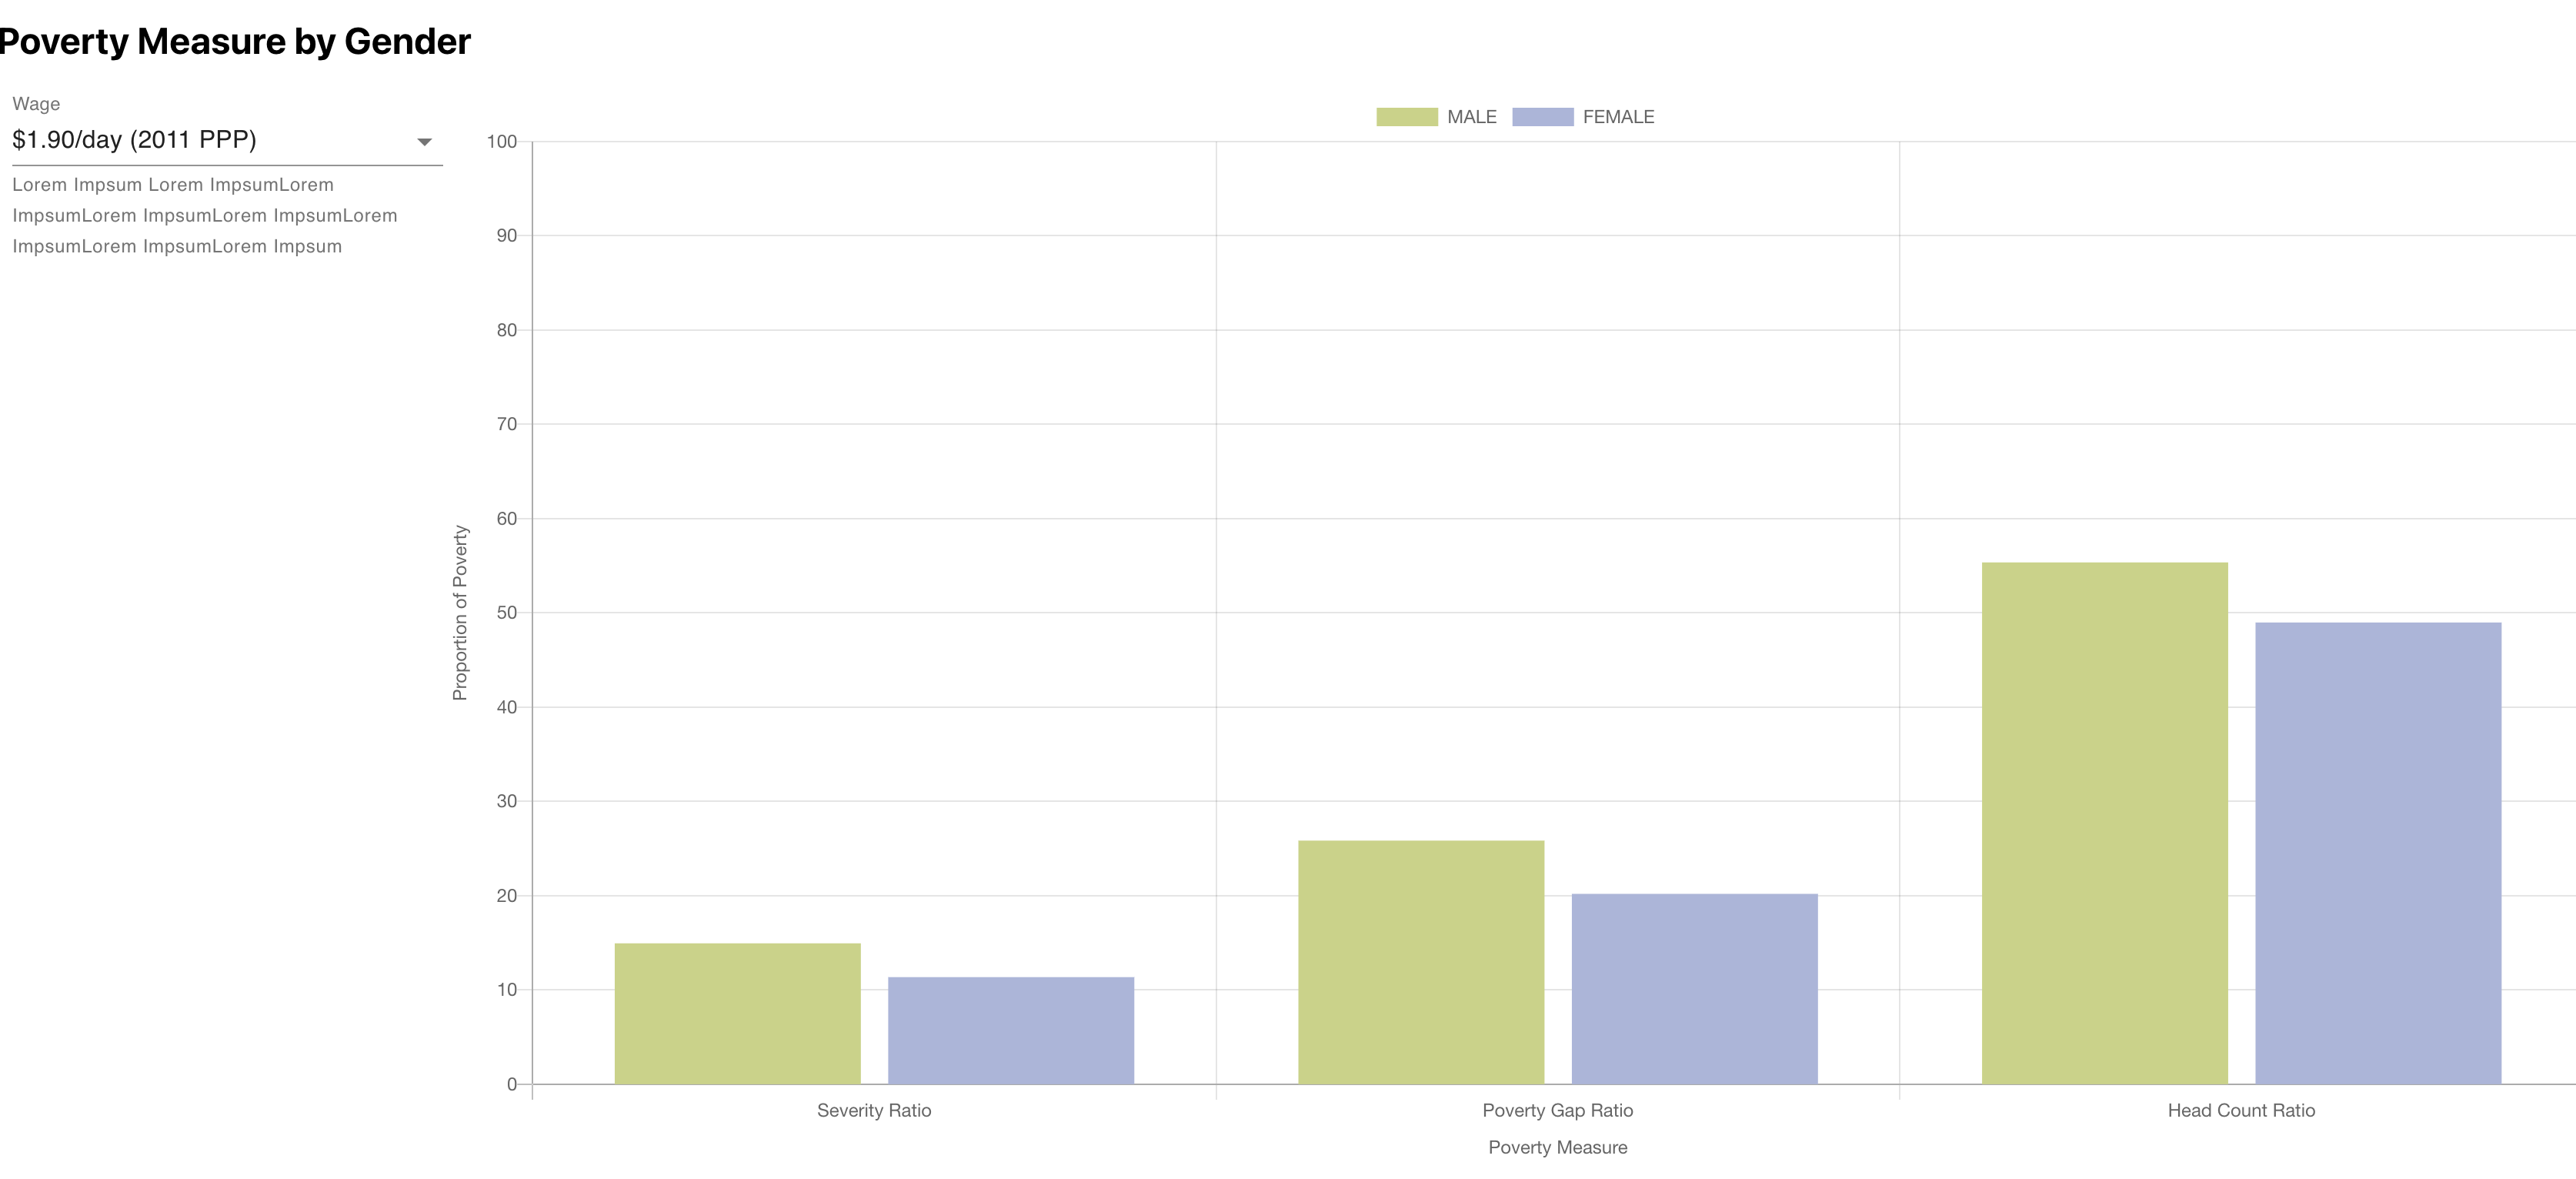 Poverty Measure by Gender
Wage
$1.90/day (2011 PPP)
Lorem Impsum Lorem ImpsumLorem
ImpsumLorem ImpsumLorem ImpsumLorem
ImpsumLorem ImpsumLorem Impsum
MALE FEMALE
100
90
80
70
60
50
40
30
20
10
0
Proportion of Poverty
Severity Ratio Poverty Gap Ratio Head Count Ratio
Poverty Measure